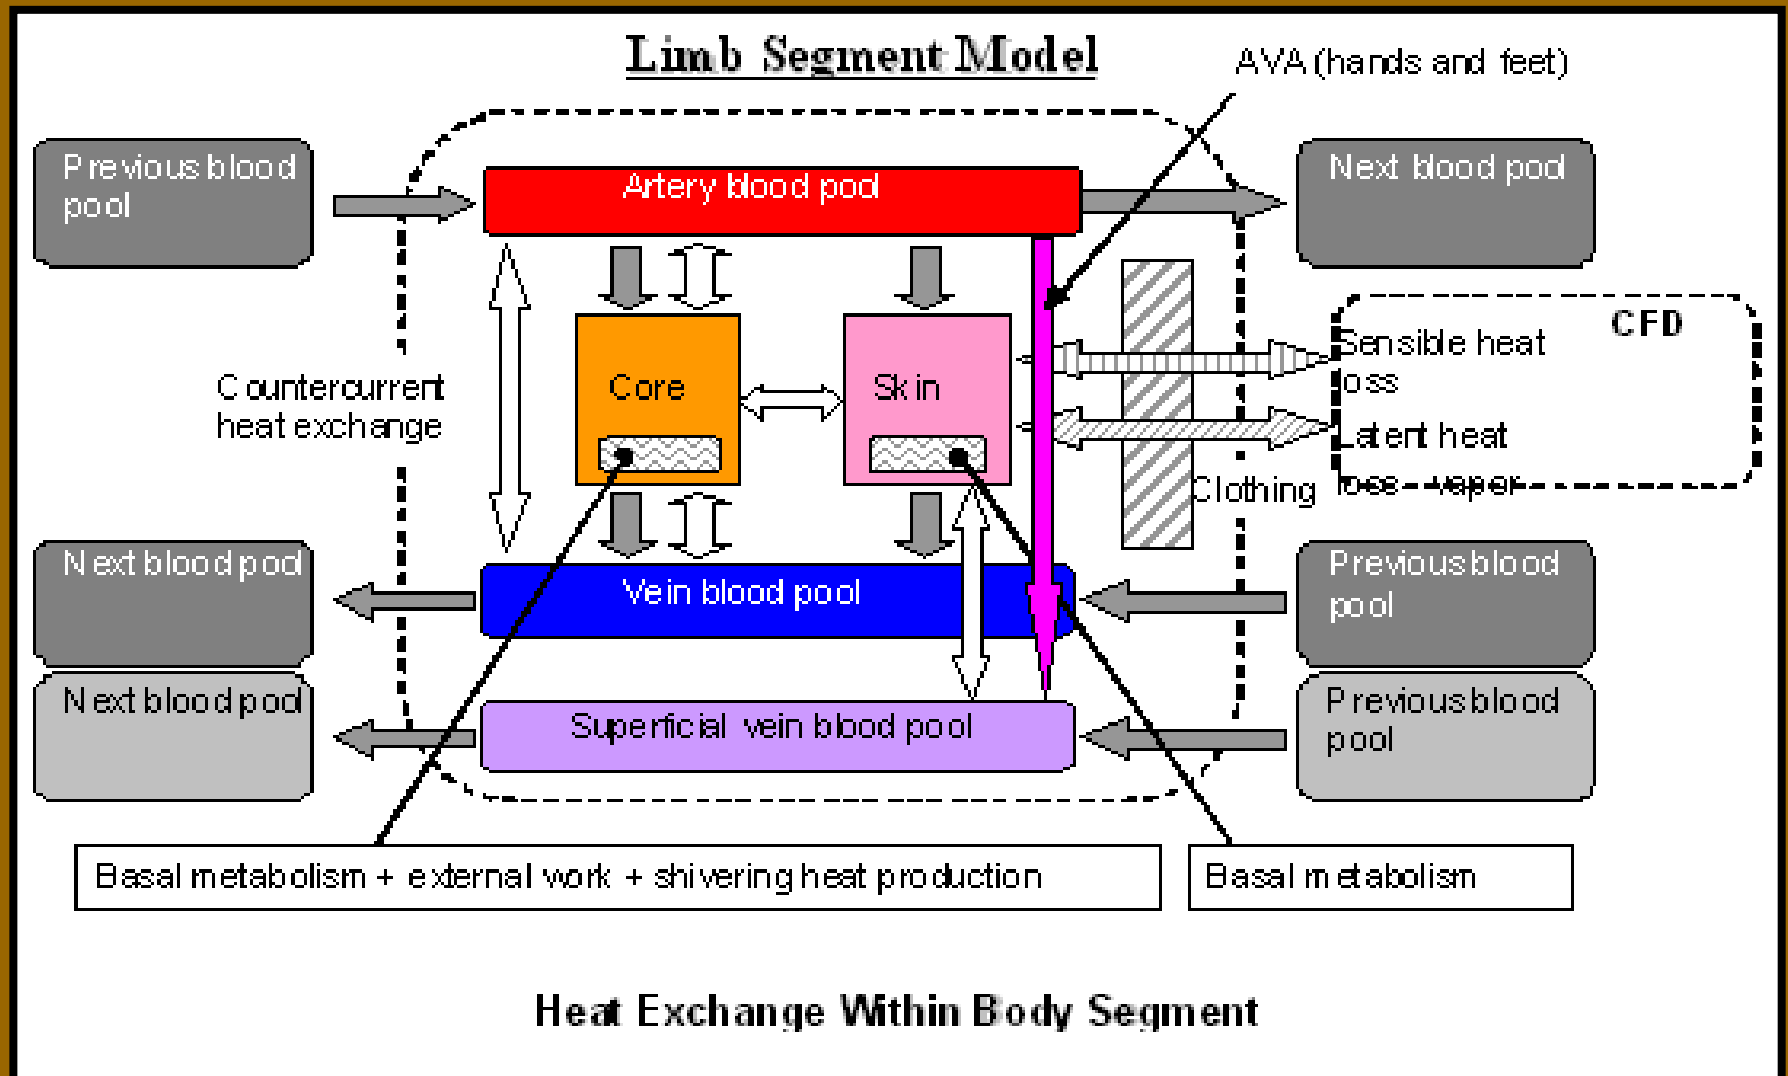 Limb Segment Model
AVA (hands and feet)
Previous blood
pool
Artery blood pool
Next blood pool
CFD
Sensible heat
loss
Countercurrent
heat exchange
Core
Skin
Latent heat
loss - vapor
Clothing
Next blood pool
Vein blood pool
Previous blood
pool
Next blood pool
Superficial vein blood pool
Previous blood
pool
Basal metabolism + external work + shivering heat production
Basal metabolism
Heat Exchange Within Body Segment